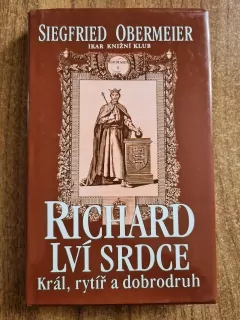 SIEGFRIED OBERMEIER
IKAR KNIŽNÍ KLUB
RICHARD
LVÍ SRDCE
Král, rytíř a dobrodruh